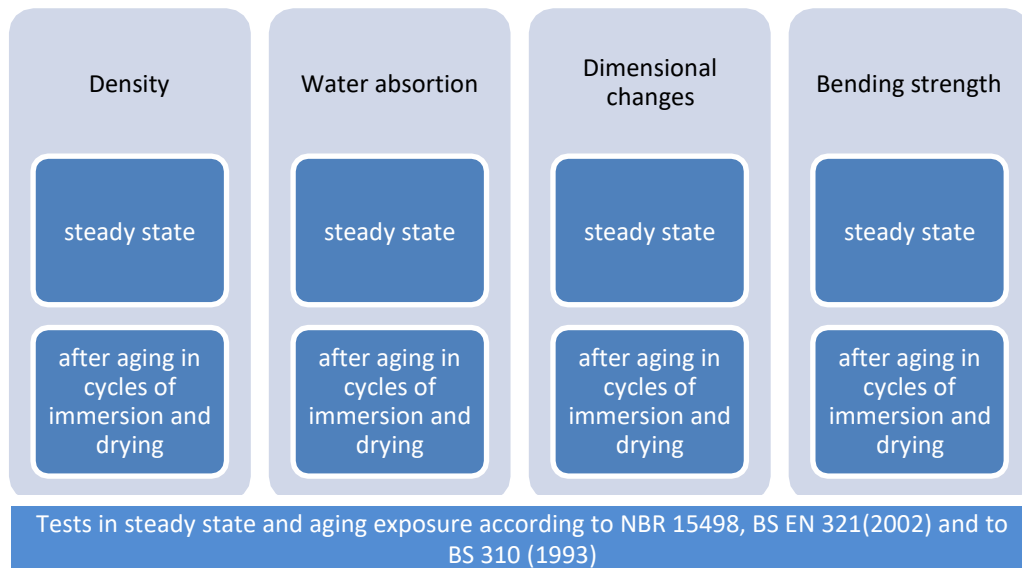 Density
steady state
after aging in
cycles of
immersion and
drying
Water absortion
steady state
after aging in
cycles of
immersion and
drying
Dimensional
changes
steady state
after aging in
cycles of
immersion and
drying
Bending strength
steady state
after aging in
cycles of
immersion and
drying
Tests in steady state and aging exposure according to NBR 15498, BS EN 321(2002) and to
BS 310 (1993)